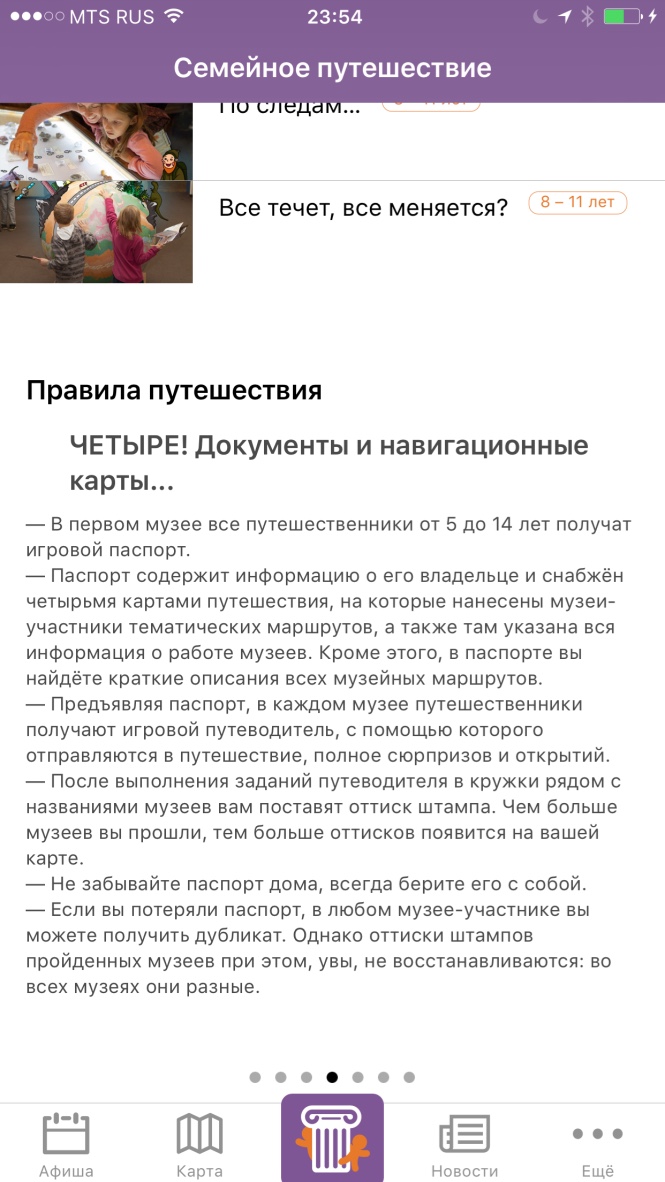 MTS RUS 23:54
Семейное путешествие
По следам...
Все течет, все меняется? 8 – 11 лет
Правила путешествия
ЧЕТЫРЕ! Документы и навигационные
карты...
— В первом музее все путешественники от 5 до 14 лет получат
игровой паспорт.
— Паспорт содержит информацию о его владельце и снабжён
четырьмя картами путешествия, на которые нанесены музеи-
участники тематических маршрутов, а также там указана вся
информация о работе музеев. Кроме этого, в паспорте вы
найдёте краткие описания всех музейных маршрутов.
— Предъявляя паспорт, в каждом музее путешественники
получают игровой путеводитель, с помощью которого
отправляются в путешествие, полное сюрпризов и открытий.
— После выполнения заданий путеводителя в кружки рядом с
названиями музеев вам поставят оттиск штампа. Чем больше
музеев вы прошли, тем больше оттисков появится на вашей
карте.
— Не забывайте паспорт дома, всегда берите его с собой.
— Если вы потеряли паспорт, в любом музее-участнике вы
можете получить дубликат. Однако оттиски штампов
пройденных музеев при этом, увы, не восстанавливаются: во
всех музеях они разные.
Афиша Карта Новости Ещё